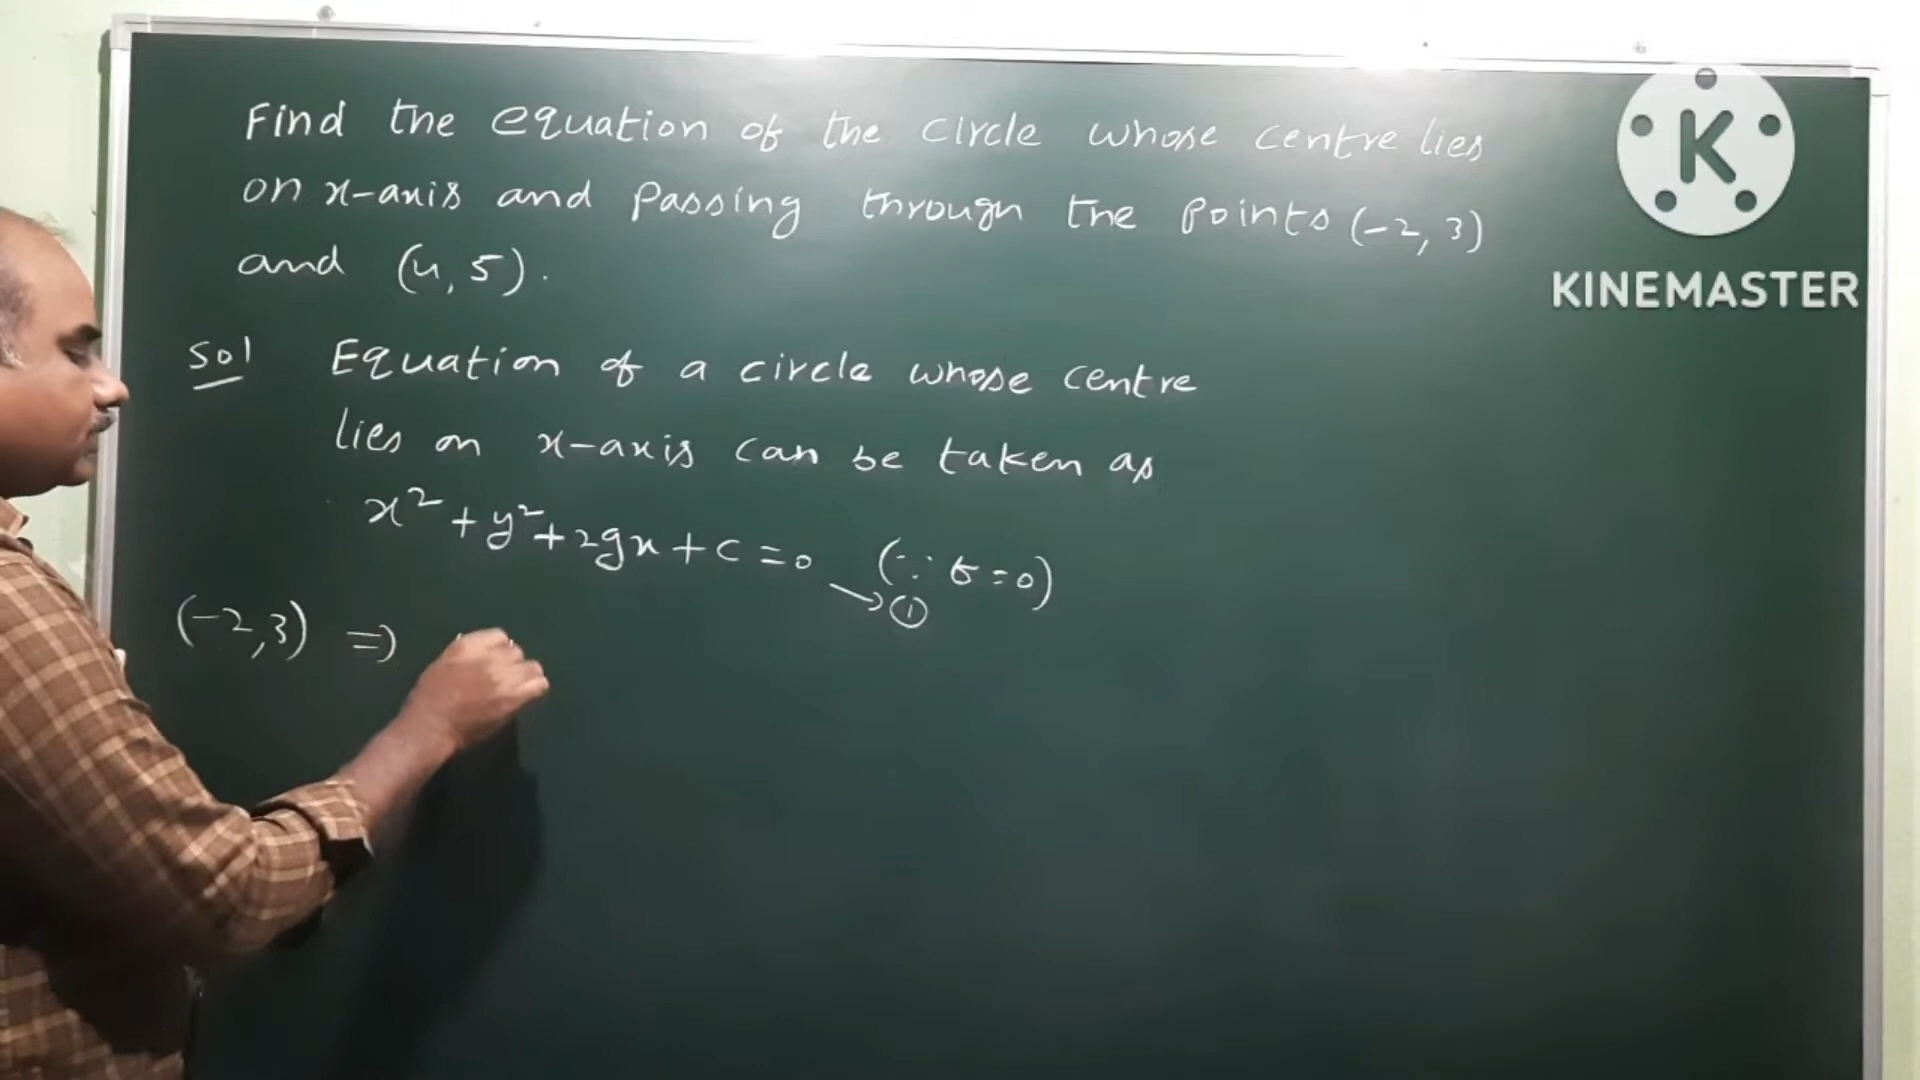 Find the equation of the circle whose centre lies
on x-axis and passing through the points (-2, 3)
and (4, 5).
Sol Equation of a circle whose centre
lies on x-axis can be taken as
x² + y² + 2gx + c = 0 (∵ f = 0)
→ ①
(-2, 3) ⇒
K
KINEMASTER